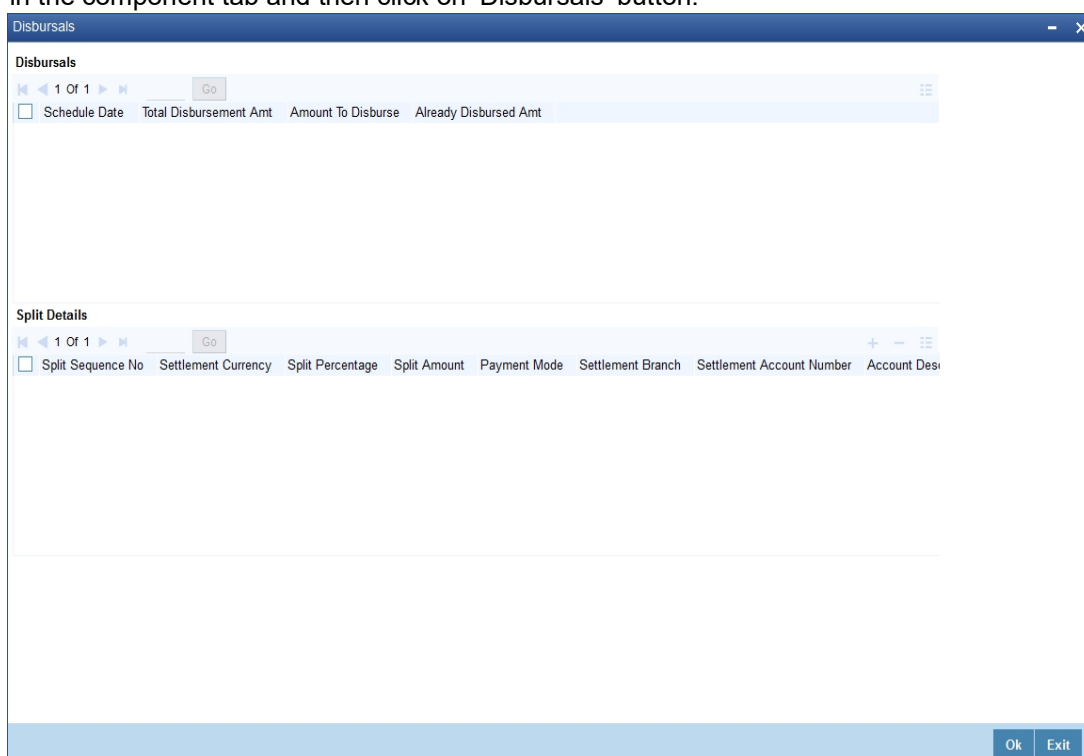 in the component tab and then click on 'Disbursals' button.
Disbursals
Disbursals
1 Of 1 Go
Schedule Date Total Disbursement Amt Amount To Disburse Already Disbursed Amt
Split Details
1 Of 1 Go
Split Sequence No Settlement Currency Split Percentage Split Amount Payment Mode Settlement Branch Settlement Account Number Account Desc
Ok Exit